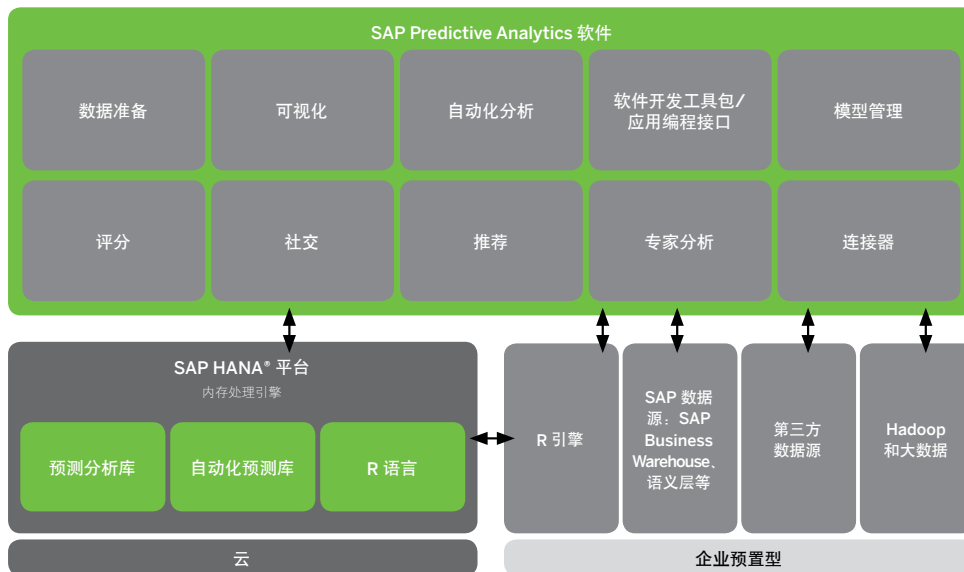 SAP Predictive Analytics 软件
数据准备
可视化
自动化分析
软件开发工具包/
应用编程接口
模型管理
评分
社交
推荐
专家分析
连接器
SAP HANA® 平台
内存处理引擎
预测分析库
自动化预测库
R 语言
云
R 引擎
SAP 数据
源：SAP
Business
Warehouse、
语义层等
第三方
数据源
Hadoop
和大数据
企业预置型